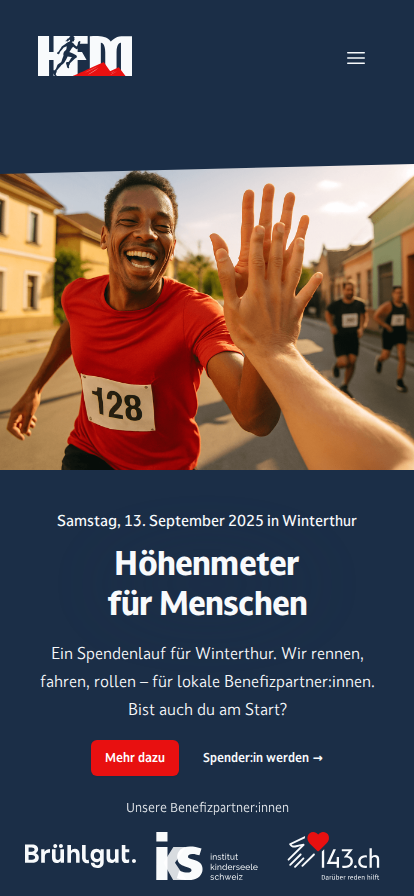 HFM
128
Samstag, 13. September 2025 in Winterthur
Höhenmeter
für Menschen
Ein Spendenlauf für Winterthur. Wir rennen,
fahren, rollen – für lokale Benefizpartner:innen.
Bist auch du am Start?
Mehr dazu
Spender:in werden →
Unsere Benefizpartner:innen
Brühlgut.
iks
institut
kinderseele
schweiz
143.ch
Darüber reden hilft